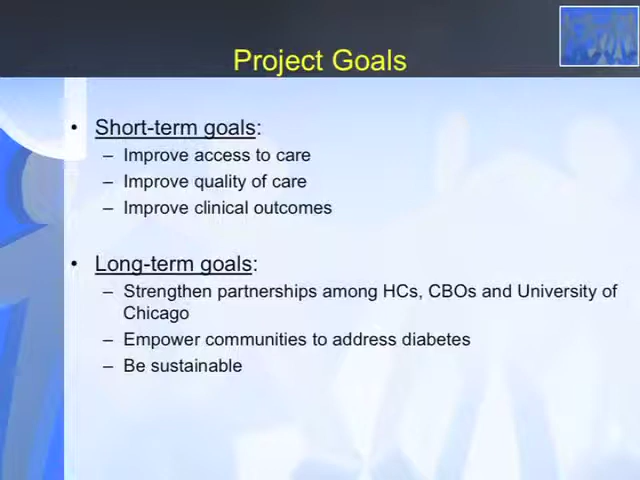 Project Goals
• Short-term goals:
– Improve access to care
– Improve quality of care
– Improve clinical outcomes
• Long-term goals:
– Strengthen partnerships among HCs, CBOs and University of
Chicago
– Empower communities to address diabetes
– Be sustainable